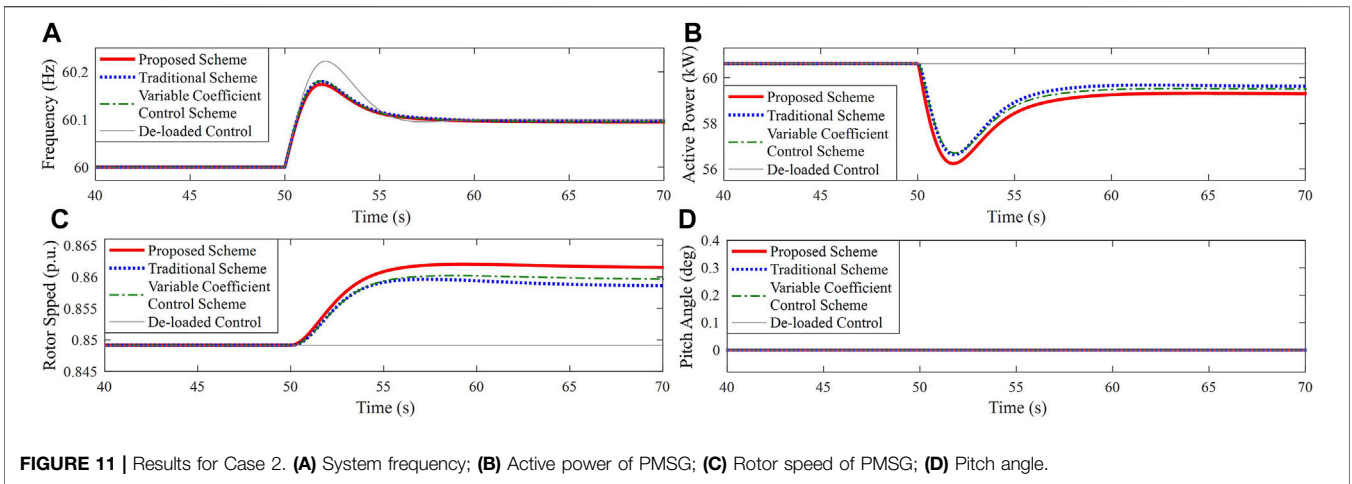 A
Frequency (Hz)
60.2
60.1
60
Proposed Scheme
Traditional Scheme
Variable Coefficient
Control Scheme
De-loaded Control
40 45 50 55 60 65 70
Time (s)
B
Active Power (kW)
60
58
56
Proposed Scheme
Traditional Scheme
Variable Coefficient
Control Scheme
De-loaded Control
40 45 50 55 60 65 70
Time (s)
C
Rotor Speed (p.u.)
0.865
0.86
0.855
0.85
0.845
Proposed Scheme
Traditional Scheme
Variable Coefficient
Control Scheme
De-loaded Control
40 45 50 55 60 65 70
Time (s)
D
Pitch Angle (deg)
0.4
0.3
0.2
0.1
0
Proposed Scheme
Traditional Scheme
Variable Coefficient
Control Scheme
De-loaded Control
40 45 50 55 60 65 70
Time (s)
FIGURE 11 | Results for Case 2. (A) System frequency; (B) Active power of PMSG; (C) Rotor speed of PMSG; (D) Pitch angle.